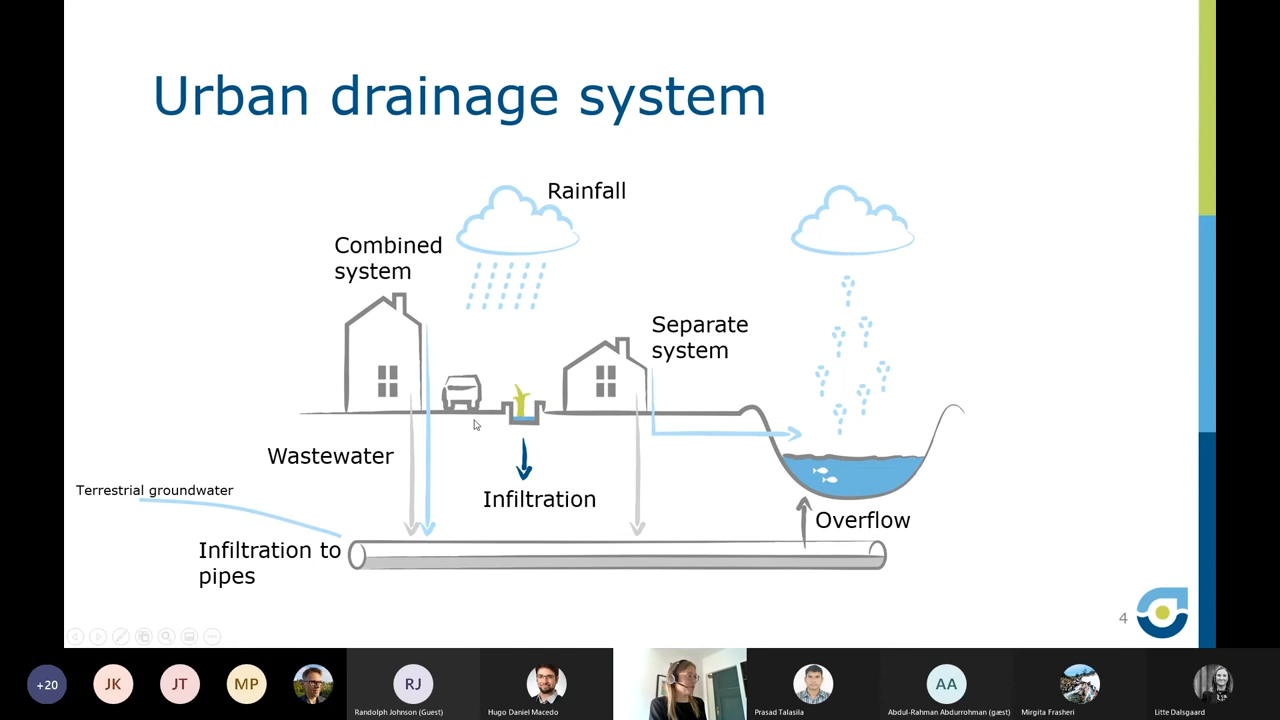 Urban drainage system
Rainfall
Combined
system
Separate
system
Wastewater
Terrestrial groundwater
Infiltration
Overflow
Infiltration to
pipes
4
+20
JK
JT
MP
RJ
Randolph Johnson (Guest)
Hugo Daniel Macedo
Prasad Talasila
AA
Abdul-Rahman Abdurrohman (gæst)
Mirgita Frasheri
Litte Dalsgaard